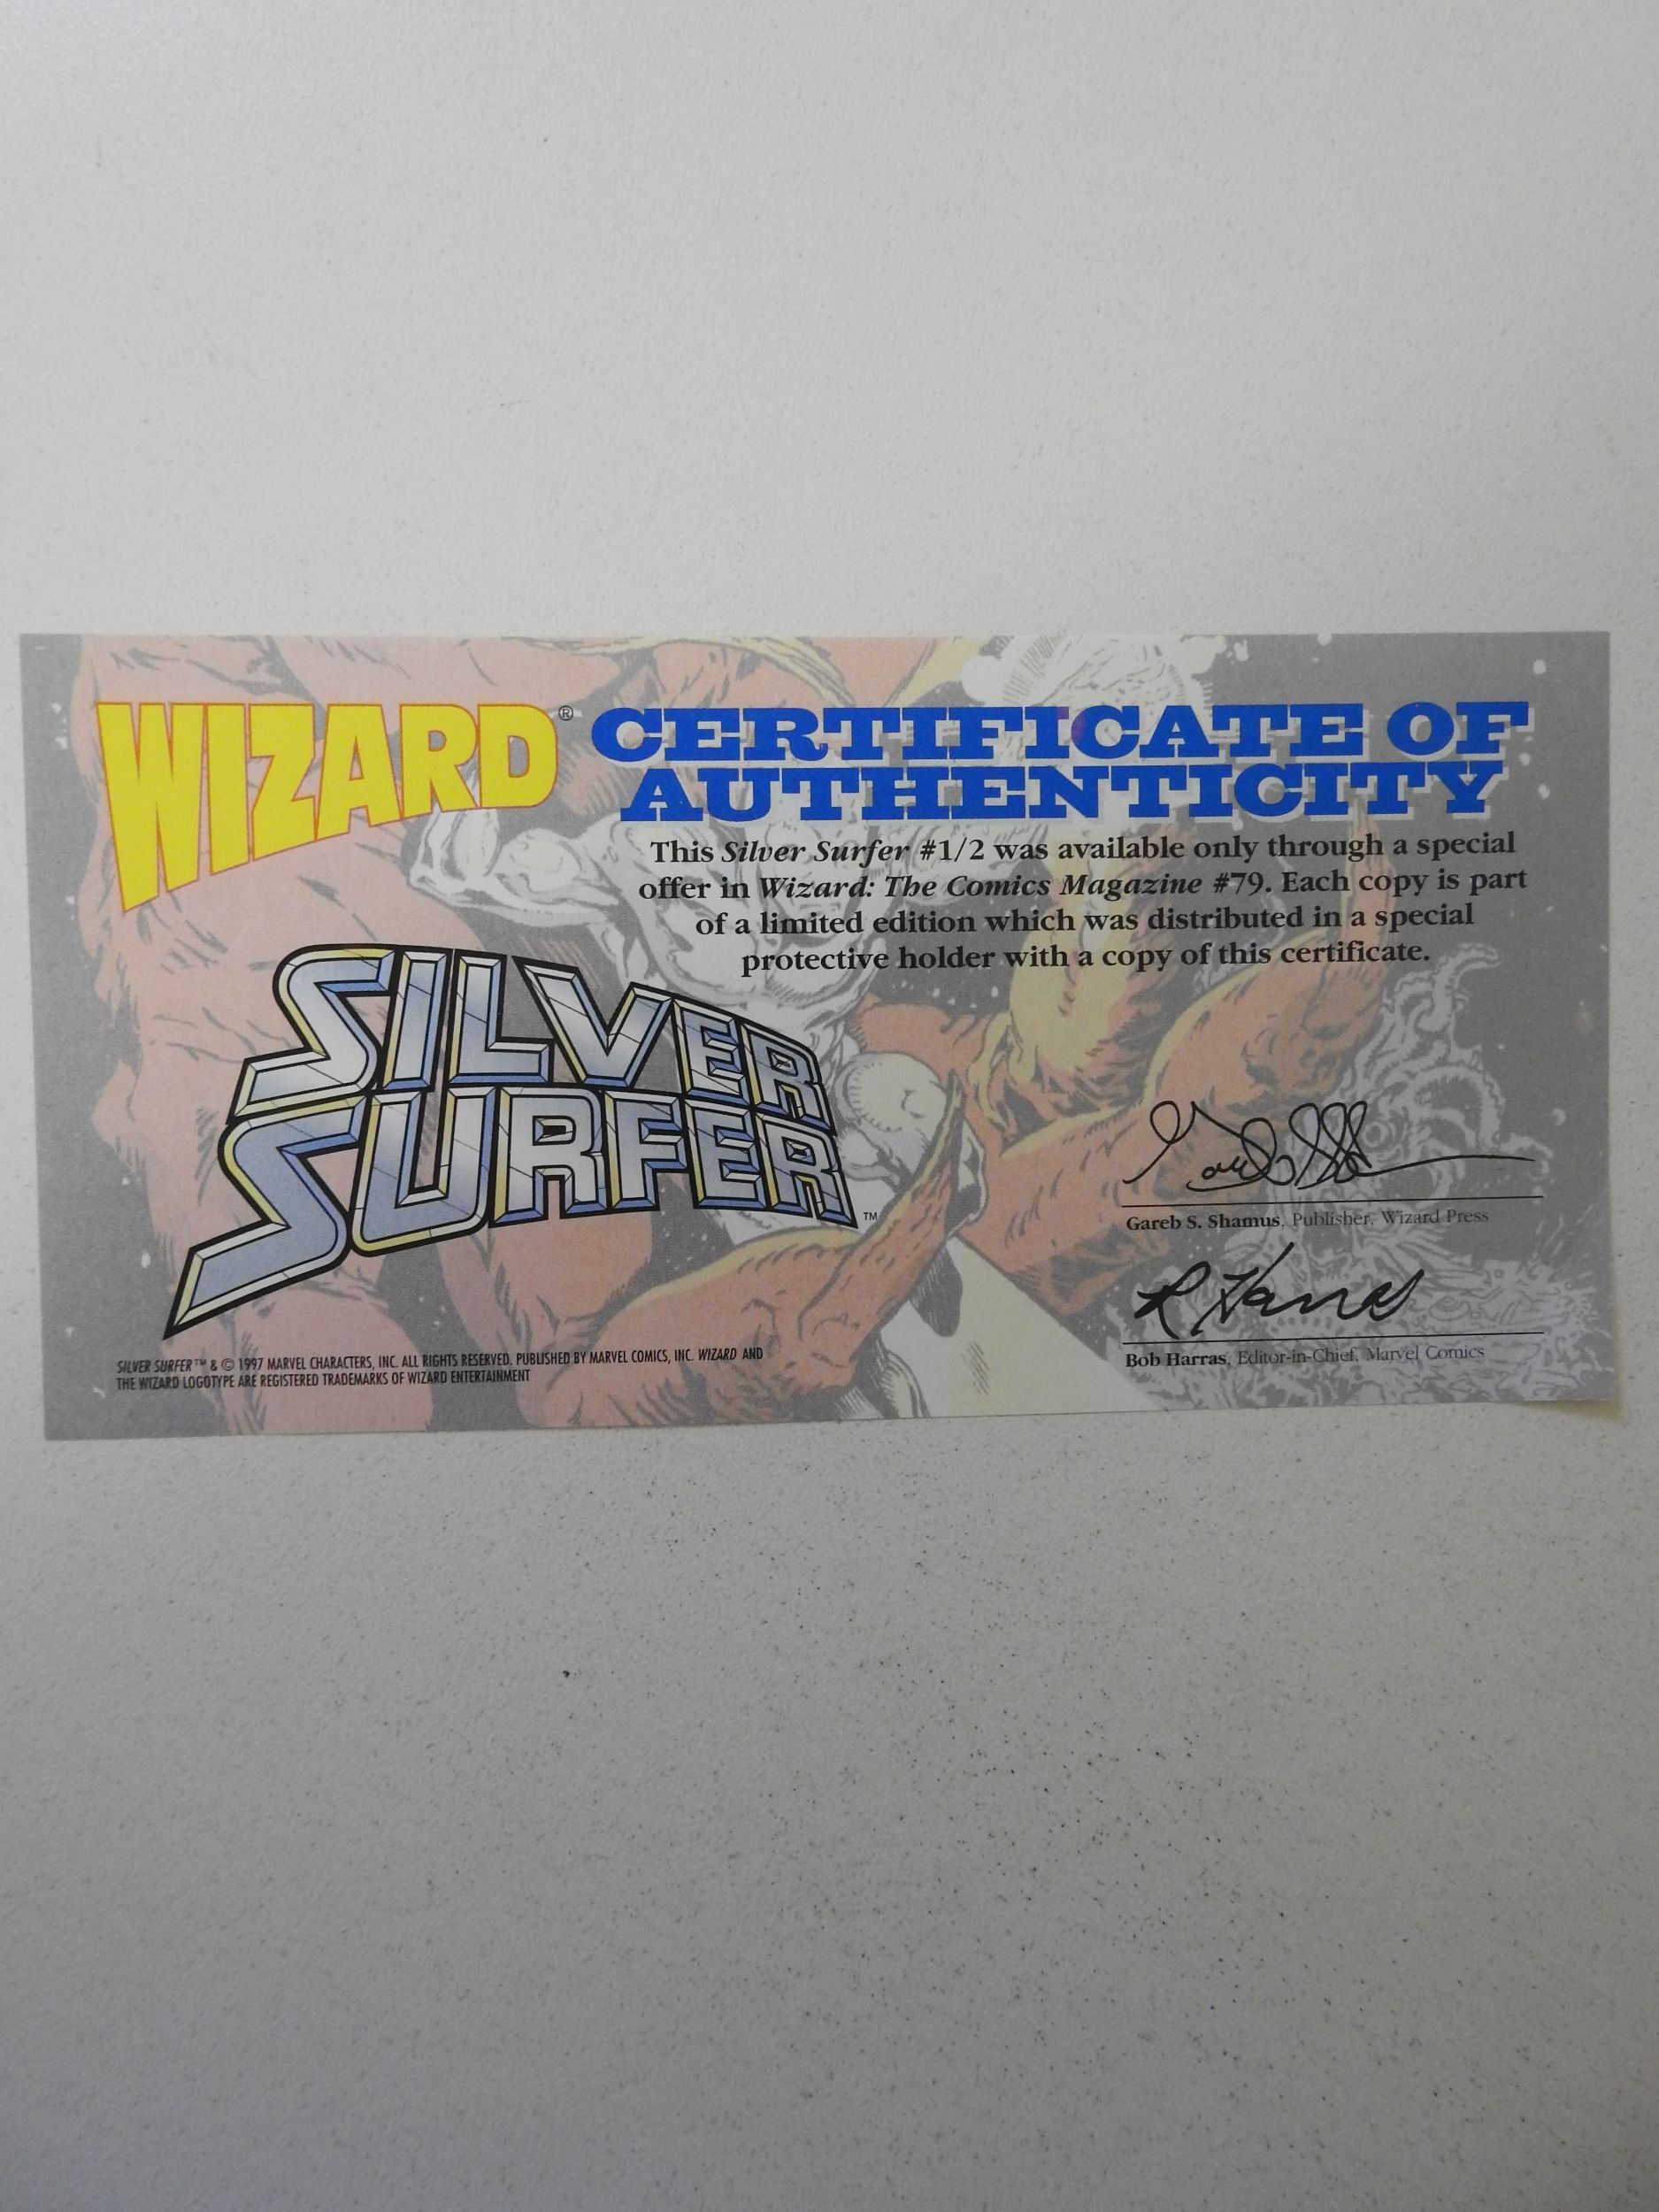 WIZARD®
CERTIFICATE OF
AUTHENTICITY
This Silver Surfer #1/2 was available only through a special
offer in Wizard: The Comics Magazine #79. Each copy is part
of a limited edition which was distributed in a special
protective holder with a copy of this certificate.
SILVER
SURFER™
Gareb S. Shamus, Publisher, Wizard Press
R Harras
Bob Harras, Editor-in-Chief, Marvel Comics
SILVER SURFER™ & © 1997 MARVEL CHARACTERS, INC. ALL RIGHTS RESERVED. PUBLISHED BY MARVEL COMICS, INC. WIZARD AND
THE WIZARD LOGOTYPE ARE REGISTERED TRADEMARKS OF WIZARD ENTERTAINMENT